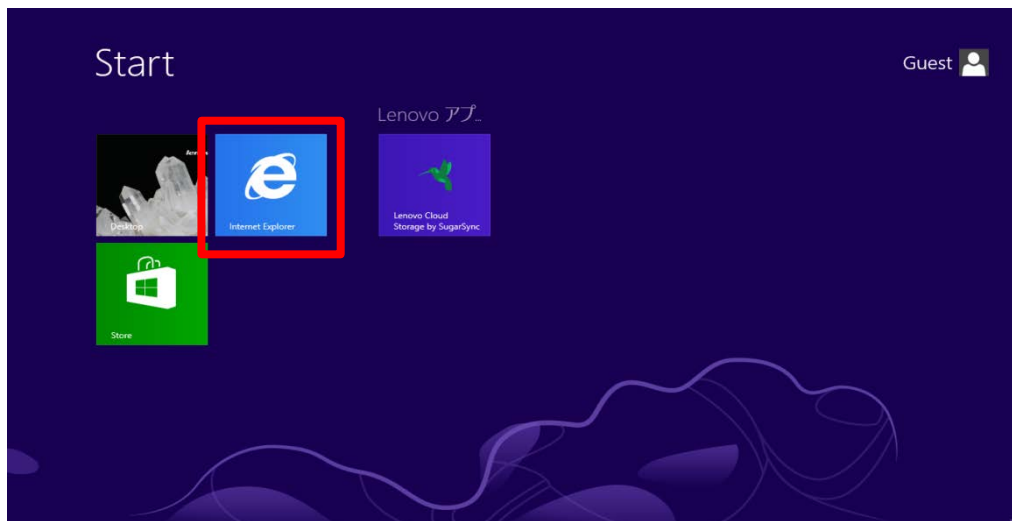 Start
Guest
Lenovo アプ...
Desktop
Internet Explorer
Lenovo Cloud
Storage by SugarSync
Store